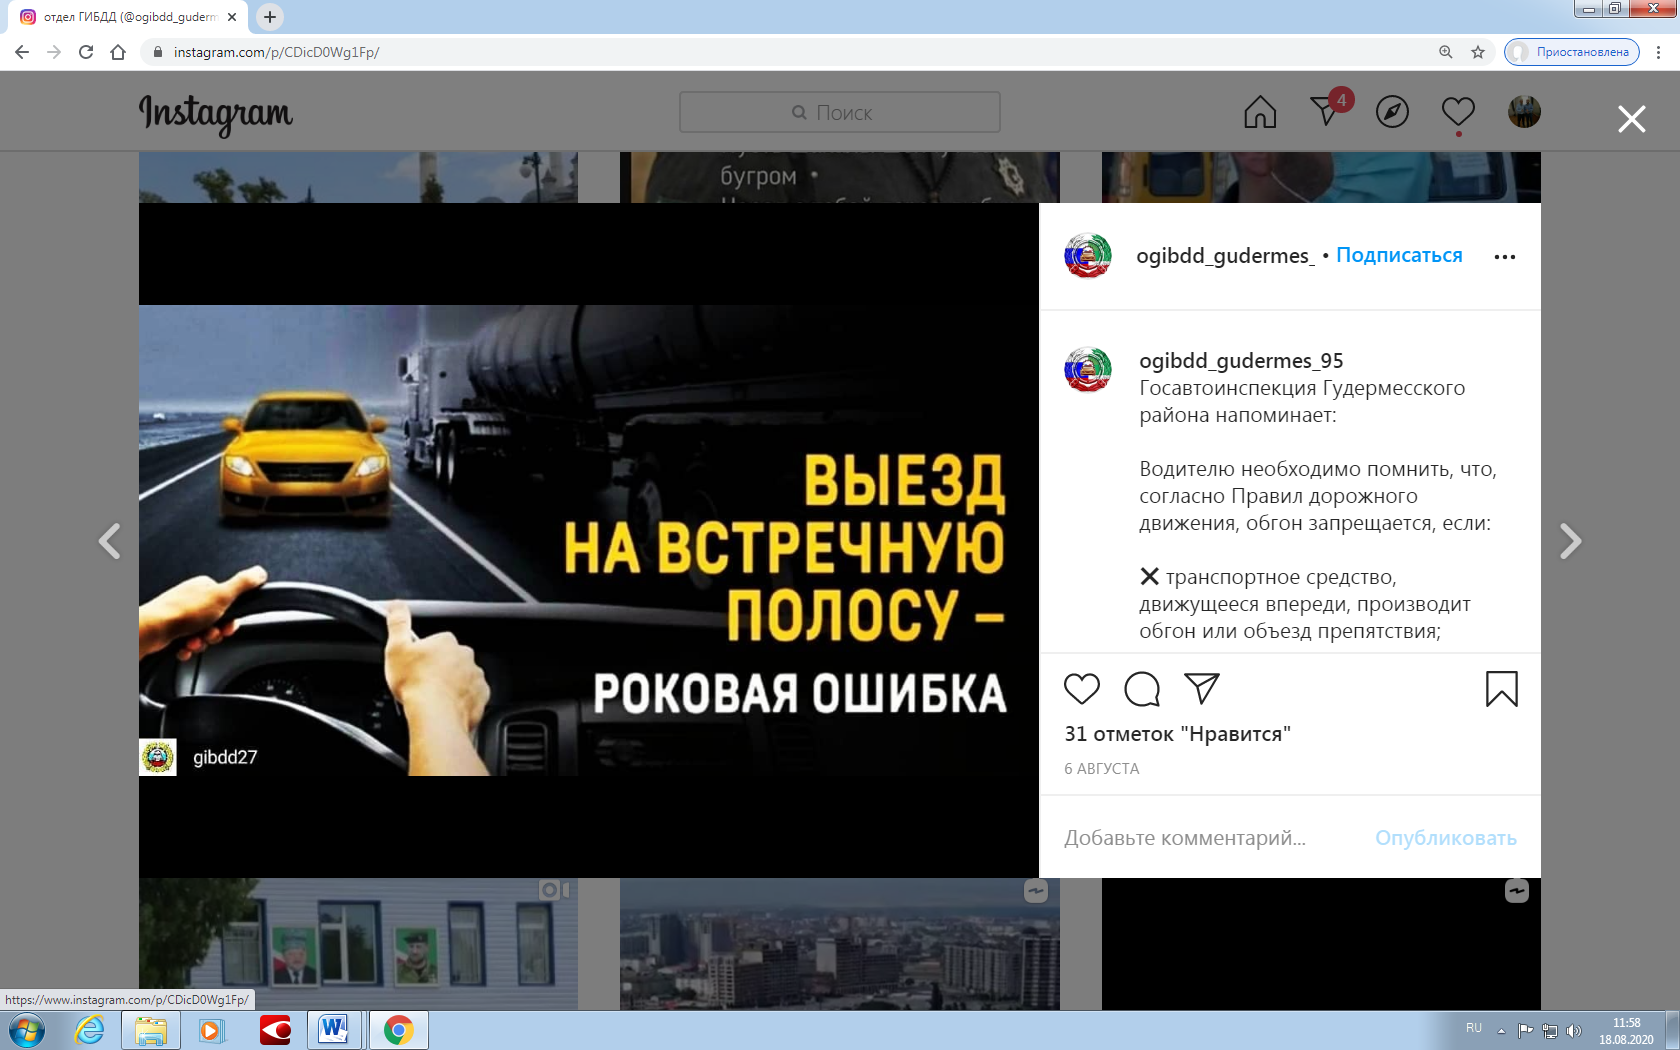 отдел ГИБДД (@ogibdd_guderm
instagram.com/p/CDicD0Wg1Fp/
Приостановлена
Instagram
Поиск
4
бугром •
ogibdd_gudermes_ • Подписаться
ogibdd_gudermes_95
Госавтоинспекция Гудермесского
района напоминает:
Водителю необходимо помнить, что,
согласно Правил дорожного
движения, обгон запрещается, если:
❌ транспортное средство,
движущееся впереди, производит
обгон или объезд препятствия;
ВЫЕЗД
НА ВСТРЕЧНУЮ
ПОЛОСУ –
РОКОВАЯ ОШИБКА
gibdd27
31 отметок "Нравится"
6 АВГУСТА
Добавьте комментарий...
Опубликовать
https://www.instagram.com/p/CDicD0Wg1Fp/
RU
11:58
18.08.2020